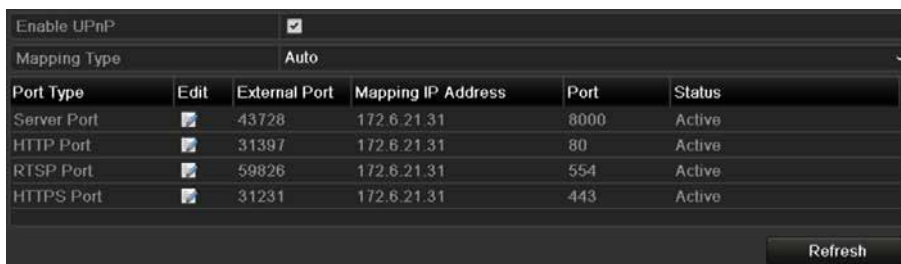 Enable UPnP
Mapping Type Auto
Port Type Edit External Port Mapping IP Address Port Status
Server Port 43728 172.6.21.31 8000 Active
HTTP Port 31397 172.6.21.31 80 Active
RTSP Port 59826 172.6.21.31 554 Active
HTTPS Port 31231 172.6.21.31 443 Active
Refresh